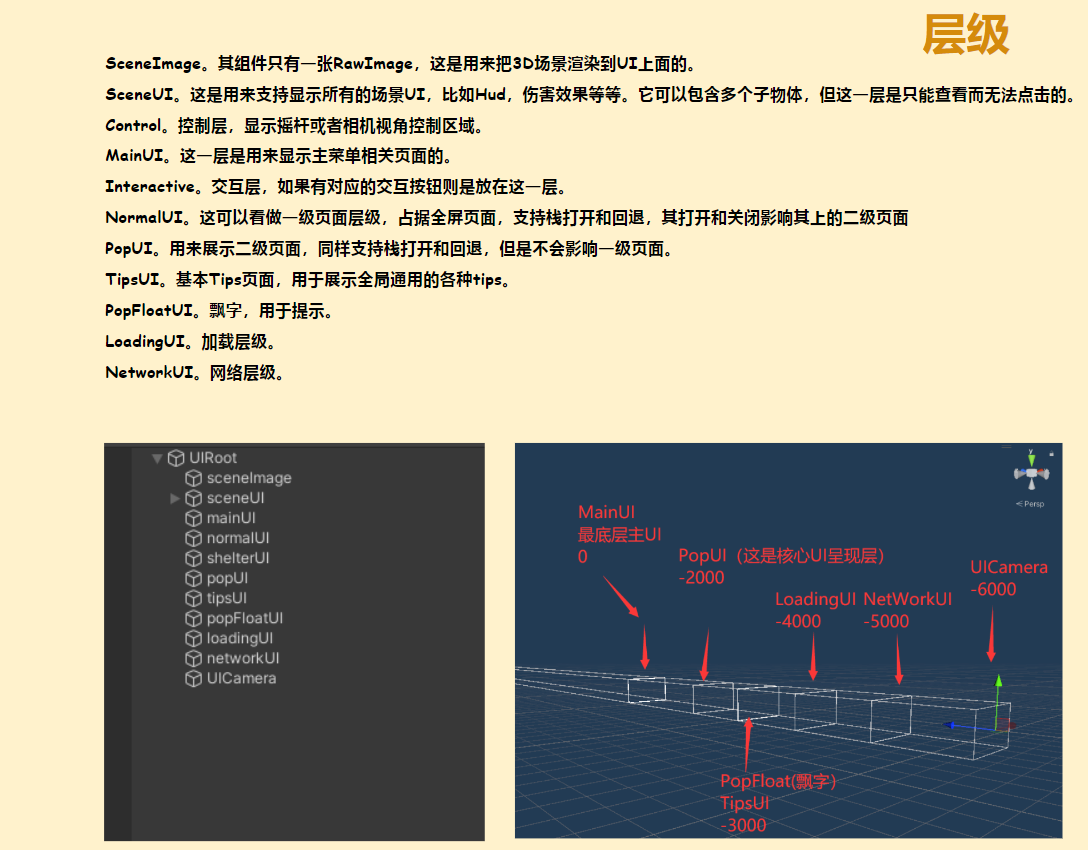 层级
SceneImage。其组件只有一张RawImage，这是用来把3D场景渲染到UI上面的。
SceneUI。这是用来支持显示所有的场景UI，比如Hud，伤害效果等等。它可以包含多个子物体，但这一层是只能查看而无法点击的。
Control。控制层，显示摇杆或者相机视角控制区域。
MainUI。这一层是用来显示主菜单相关页面的。
Interactive。交互层，如果有对应的交互按钮则是放在这一层。
NormalUI。这可以看做一级页面层级，占据全屏页面，支持栈打开和回退，其打开和关闭影响其上的二级页面
PopUI。用来展示二级页面，同样支持栈打开和回退，但是不会影响一级页面。
TipsUI。基本Tips页面，用于展示全局通用的各种tips。
PopFloatUI。飘字，用于提示。
LoadingUI。加载层级。
NetworkUI。网络层级。
UIRoot
sceneImage
sceneUI
mainUI
normalUI
shelterUI
popUI
tipsUI
popFloatUI
loadingUI
networkUI
UICamera
y
Persp
MainUI
最底层主UI
0
PopUI（这是核心UI呈现层）
-2000
LoadingUI
-4000
NetWorkUI
-5000
UICamera
-6000
PopFloat(飘字)
TipsUI
-3000